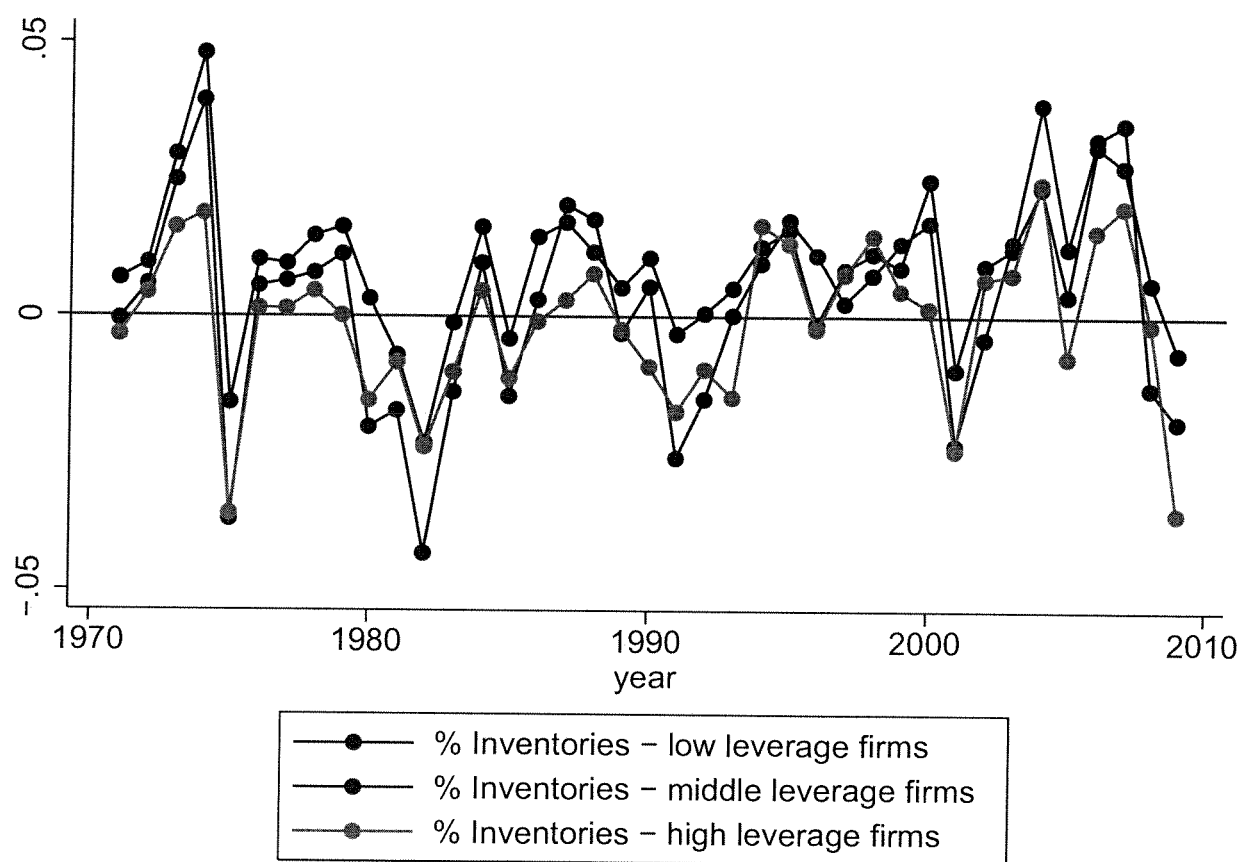 .05
0
−.05
1970 1980 1990 2000 2010
year
% Inventories − low leverage firms
% Inventories − middle leverage firms
% Inventories − high leverage firms